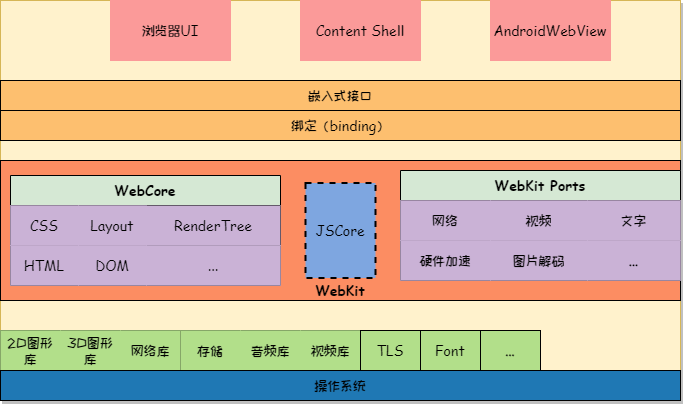 浏览器UI
Content Shell
AndroidWebView
嵌入式接口
绑定（binding）
WebCore
CSS
Layout
RenderTree
HTML
DOM
...
JSCore
WebKit Ports
网络
视频
文字
硬件加速
图片解码
...
WebKit
2D图形
库
3D图形
库
网络库
存储
音频库
视频库
TLS
Font
...
操作系统